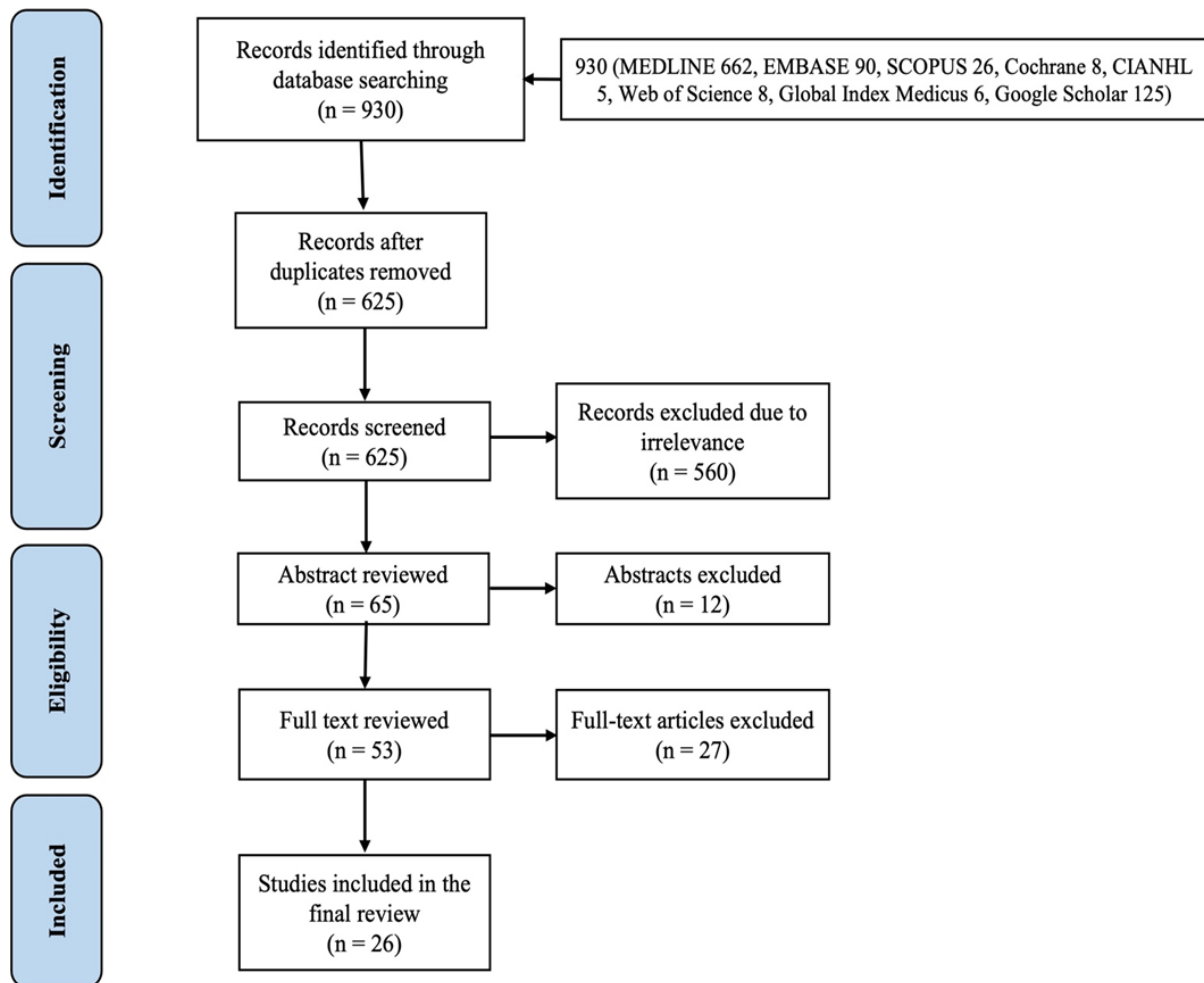 Identification
Records identified through
database searching
(n = 930)
930 (MEDLINE 662, EMBASE 90, SCOPUS 26, Cochrane 8, CIANHL
5, Web of Science 8, Global Index Medicus 6, Google Scholar 125)
Records after
duplicates removed
(n = 625)
Screening
Records screened
(n = 625)
Records excluded due to
irrelevance
(n = 560)
Eligibility
Abstract reviewed
(n = 65)
Abstracts excluded
(n = 12)
Full text reviewed
(n = 53)
Full-text articles excluded
(n = 27)
Included
Studies included in the
final review
(n = 26)